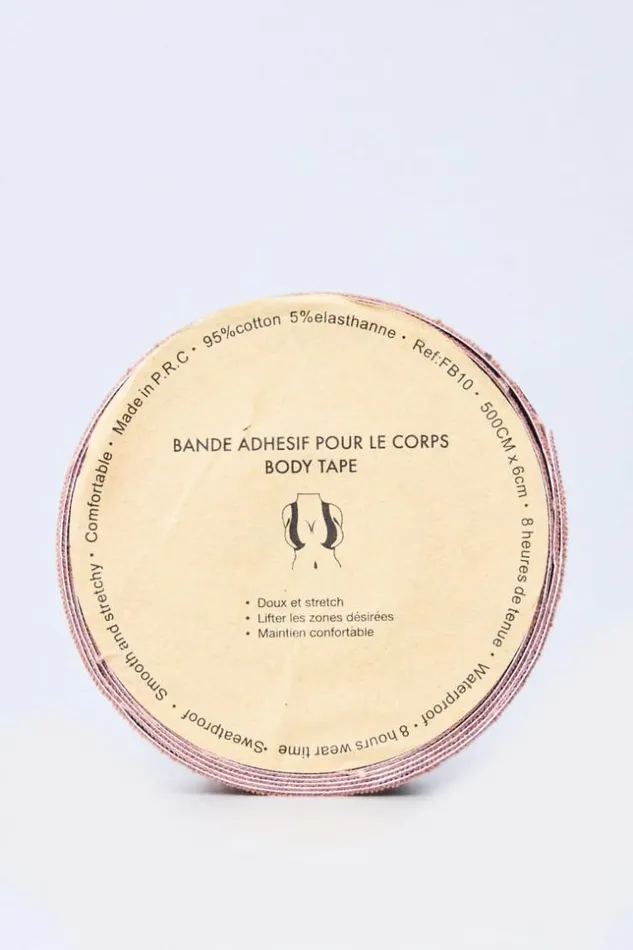 Made in P.R.C • 95%cotton 5%elasthanne • Ref:FB10 • 500CM x 6cm • 8 heures de tenue • Waterproof • 8 hours wear time • Sweatproof • Smooth and stretchy • Comfortable •
BANDE ADHESIF POUR LE CORPS
BODY TAPE
• Doux et stretch
• Lifter les zones désirées
• Maintien confortable